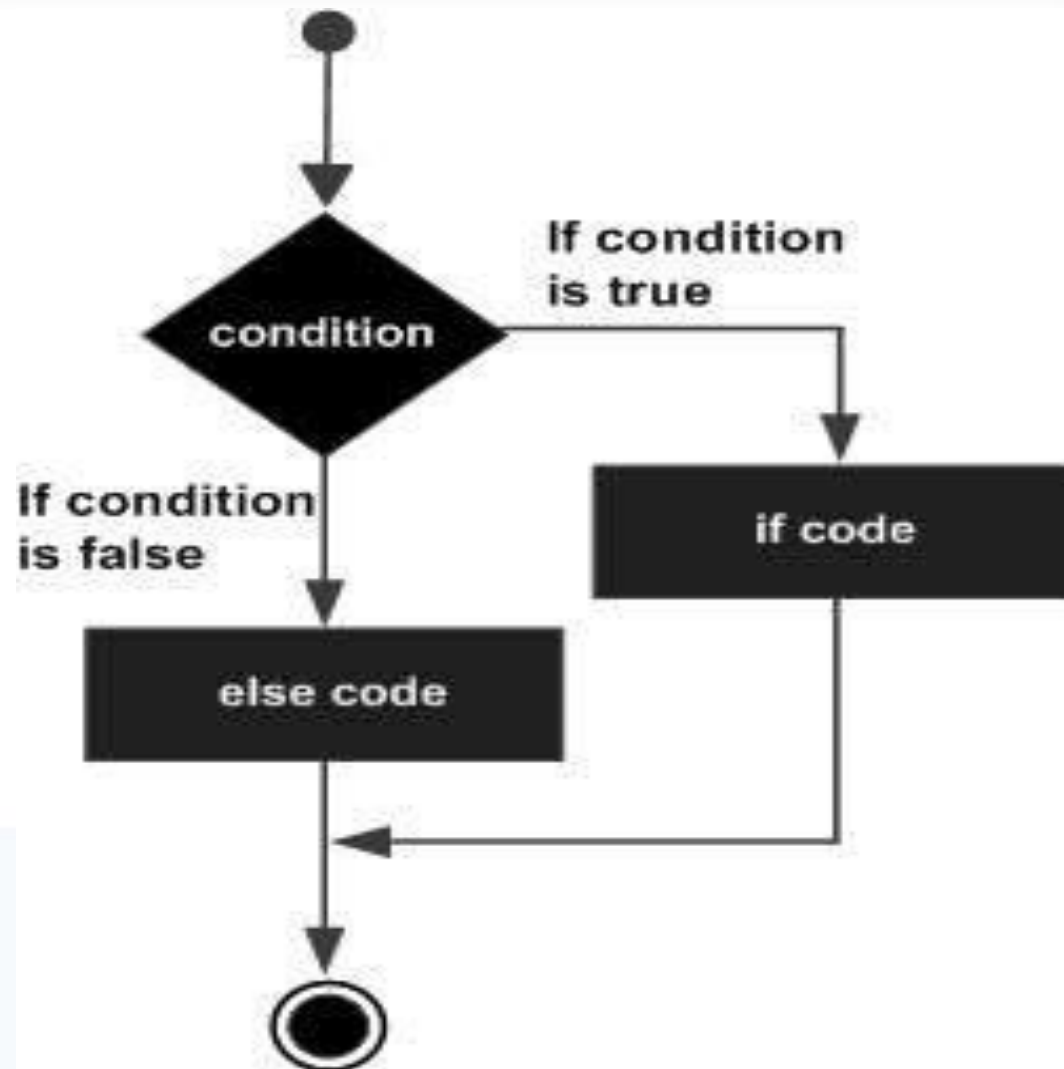 If condition
is true
condition
If condition
is false
if code
else code